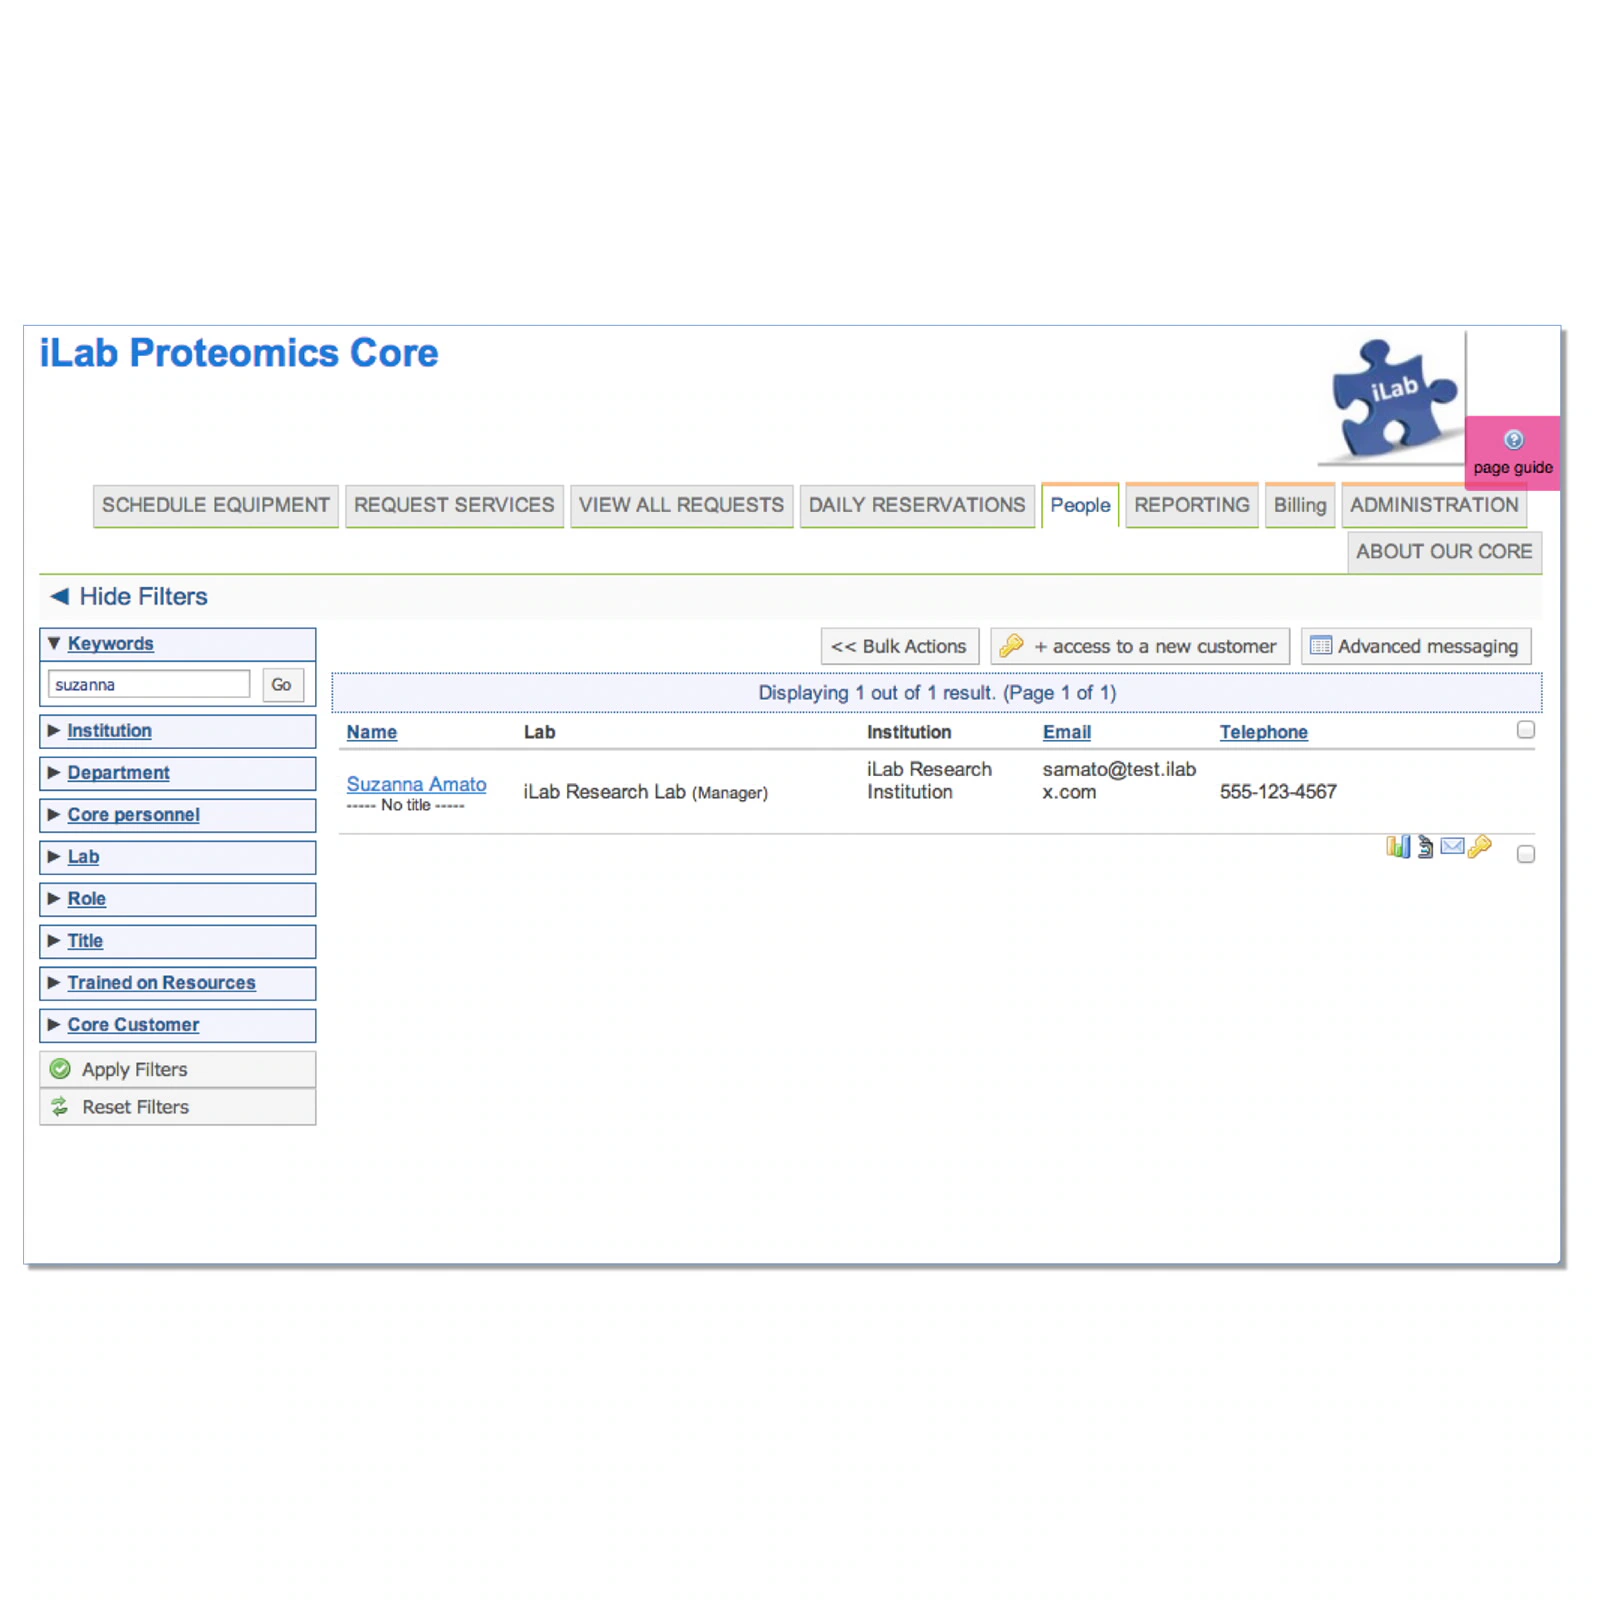 iLab Proteomics Core
iLab
page guide
SCHEDULE EQUIPMENT REQUEST SERVICES VIEW ALL REQUESTS DAILY RESERVATIONS People REPORTING Billing ADMINISTRATION
ABOUT OUR CORE
Hide Filters
Keywords
suzanna Go
Institution
Department
Core personnel
Lab
Role
Title
Trained on Resources
Core Customer
Apply Filters
Reset Filters
<< Bulk Actions + access to a new customer Advanced messaging
Displaying 1 out of 1 result. (Page 1 of 1)
Name Lab Institution Email Telephone
Suzanna Amato
----- No title -----
iLab Research Lab (Manager)
iLab Research
Institution
samato@test.ilab
x.com
555-123-4567